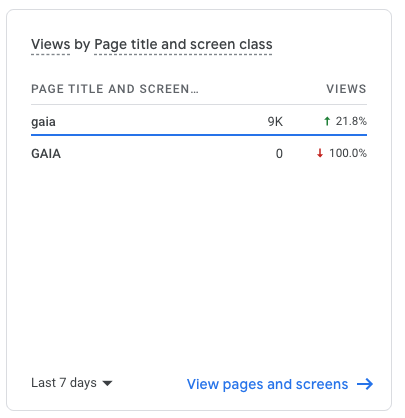 Views by Page title and screen class
PAGE TITLE AND SCREEN… VIEWS
gaia 9K ↑ 21.8%
GAIA 0 ↓ 100.0%
Last 7 days
View pages and screens →